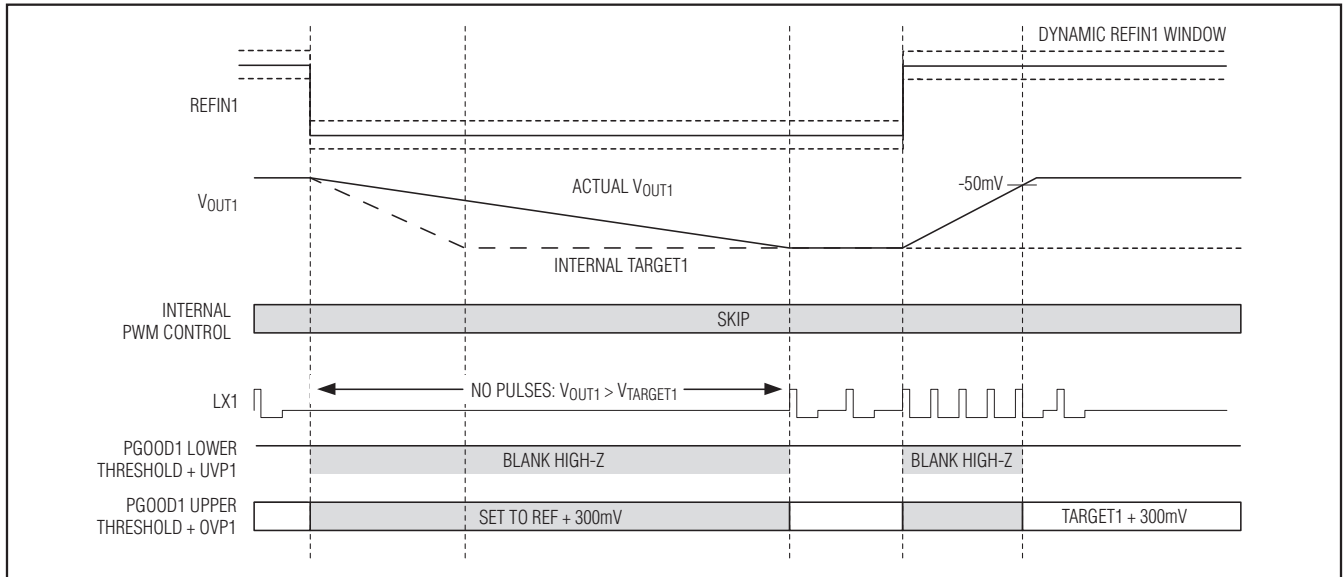 DYNAMIC REFIN1 WINDOW
REFIN1
-50mV
ACTUAL VOUT1
VOUT1
INTERNAL TARGET1
INTERNAL
PWM CONTROL
SKIP
NO PULSES: VOUT1 > VTARGET1
LX1
PGOOD1 LOWER
THRESHOLD + UVP1
BLANK HIGH-Z
BLANK HIGH-Z
PGOOD1 UPPER
THRESHOLD + OVP1
SET TO REF + 300mV
TARGET1 + 300mV